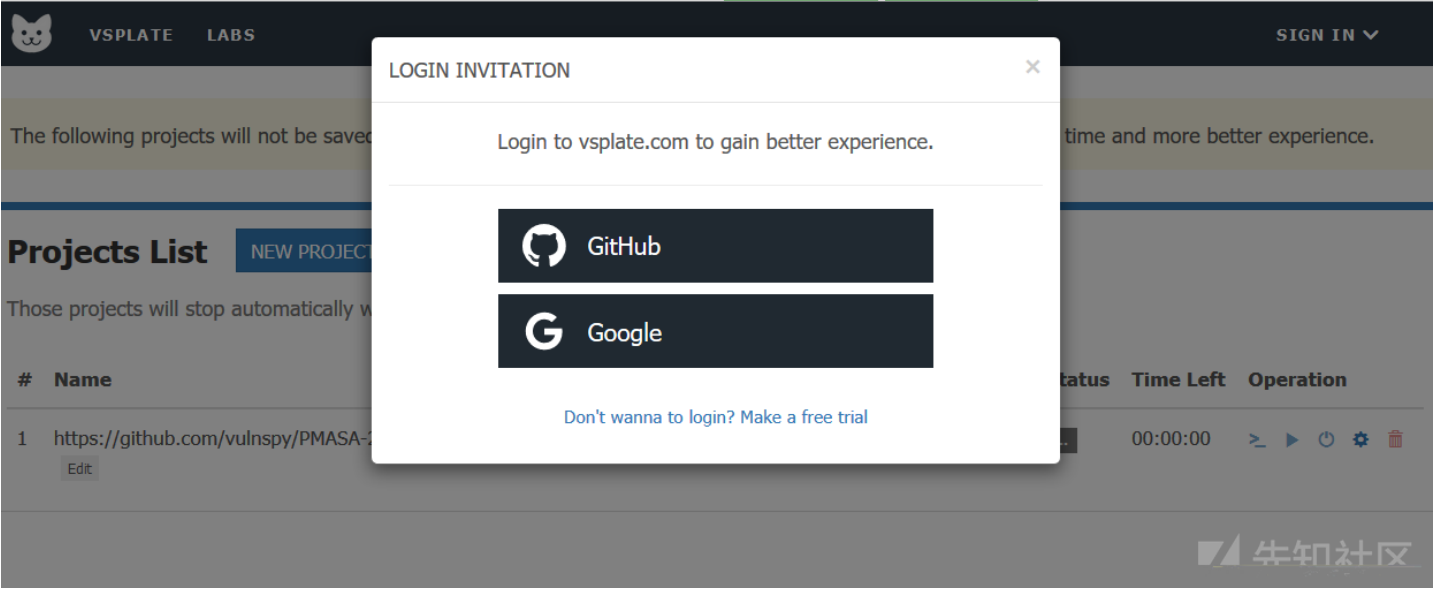 VSPLATE LABS SIGN IN
LOGIN INVITATION ×
The following projects will not be saved time and more better experience.
Login to vsplate.com to gain better experience.
GitHub
Projects List NEW PROJECT
Those projects will stop automatically
Google
# Name tatus Time Left Operation
Don't wanna to login? Make a free trial
1 https://github.com/vulnspy/PMASA-2 .. 00:00:00 >_
Edit
先知社区